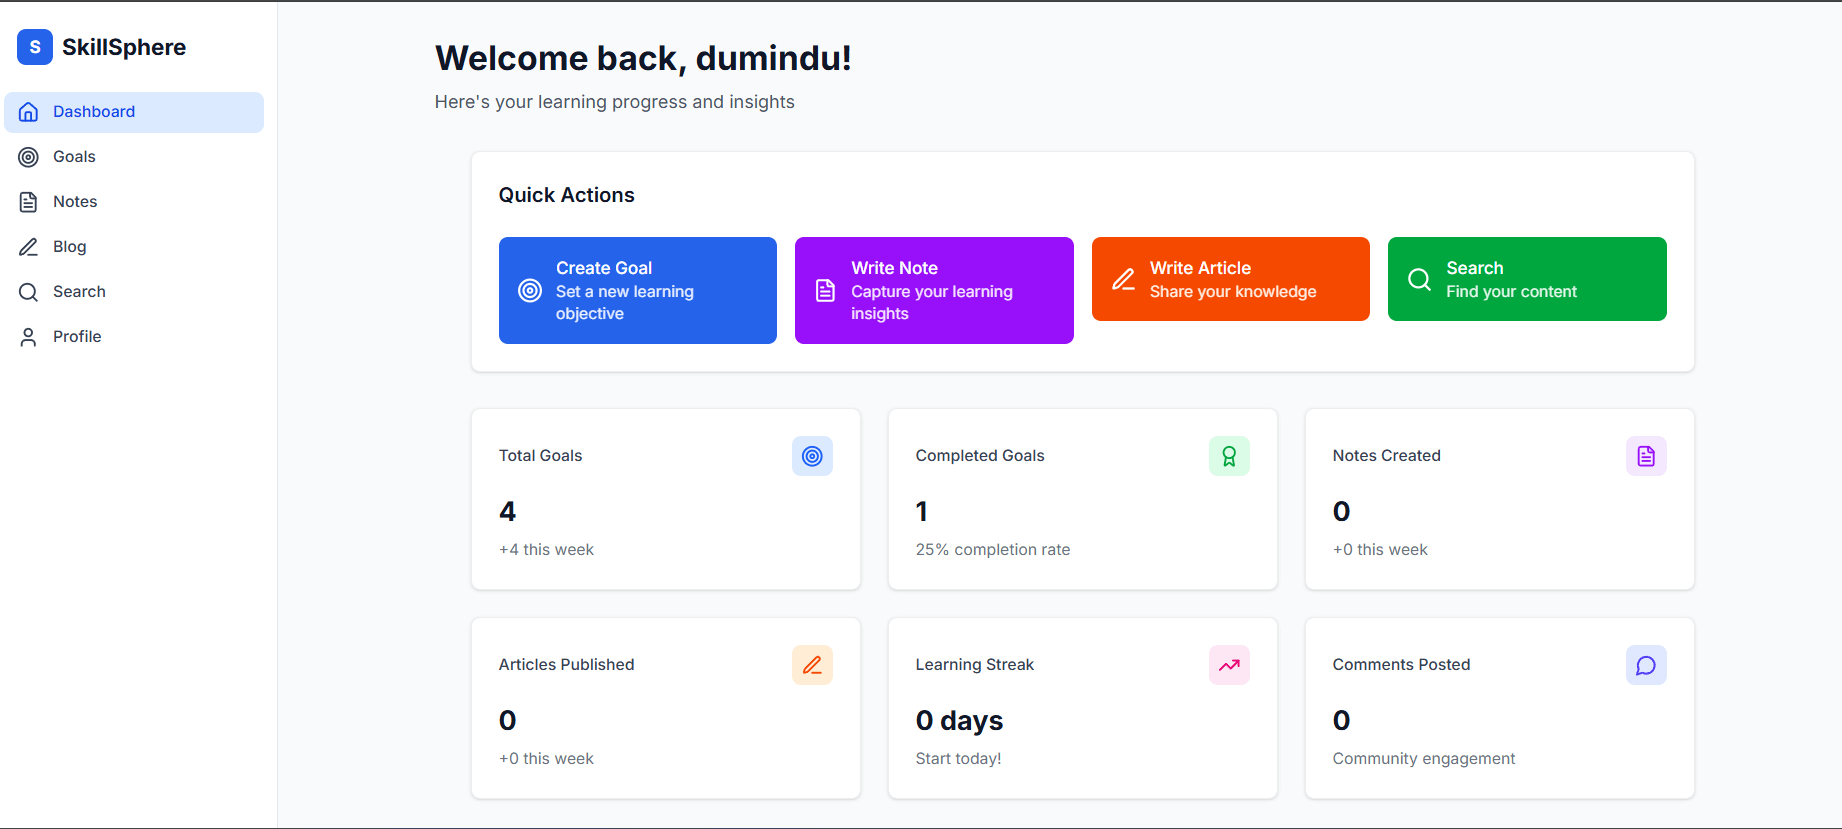 S SkillSphere
Dashboard
Goals
Notes
Blog
Search
Profile
Welcome back, dumindu!
Here's your learning progress and insights
Quick Actions
Create Goal
Set a new learning
objective
Write Note
Capture your learning
insights
Write Article
Share your knowledge
Search
Find your content
Total Goals
4
+4 this week
Completed Goals
1
25% completion rate
Notes Created
0
+0 this week
Articles Published
0
+0 this week
Learning Streak
0 days
Start today!
Comments Posted
0
Community engagement